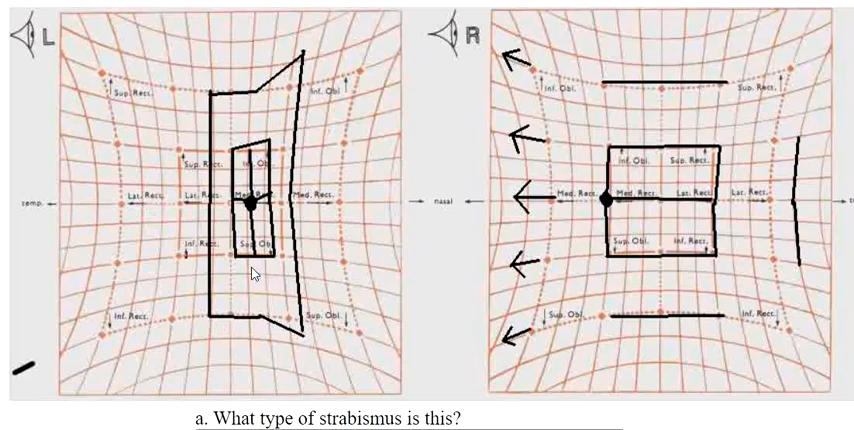 L
R
Sup. Rect.
Inf. Obl.
Sup. Rect.
Inf. Obl.
temp.
Lat. Rect.
Lat. Rect.
Med. Rect.
Med. Rect.
Inf. Rect.
Sup. Obl.
Inf. Rect.
Sup. Obl.
Inf. Obl.
Sup. Rect.
Inf. Obl.
Sup. Rect.
nasal
Med. Rect.
Med. Rect.
Lat. Rect.
Lat. Rect.
Sup. Obl.
Inf. Rect.
Sup. Obl.
Inf. Rect.
a. What type of strabismus is this?